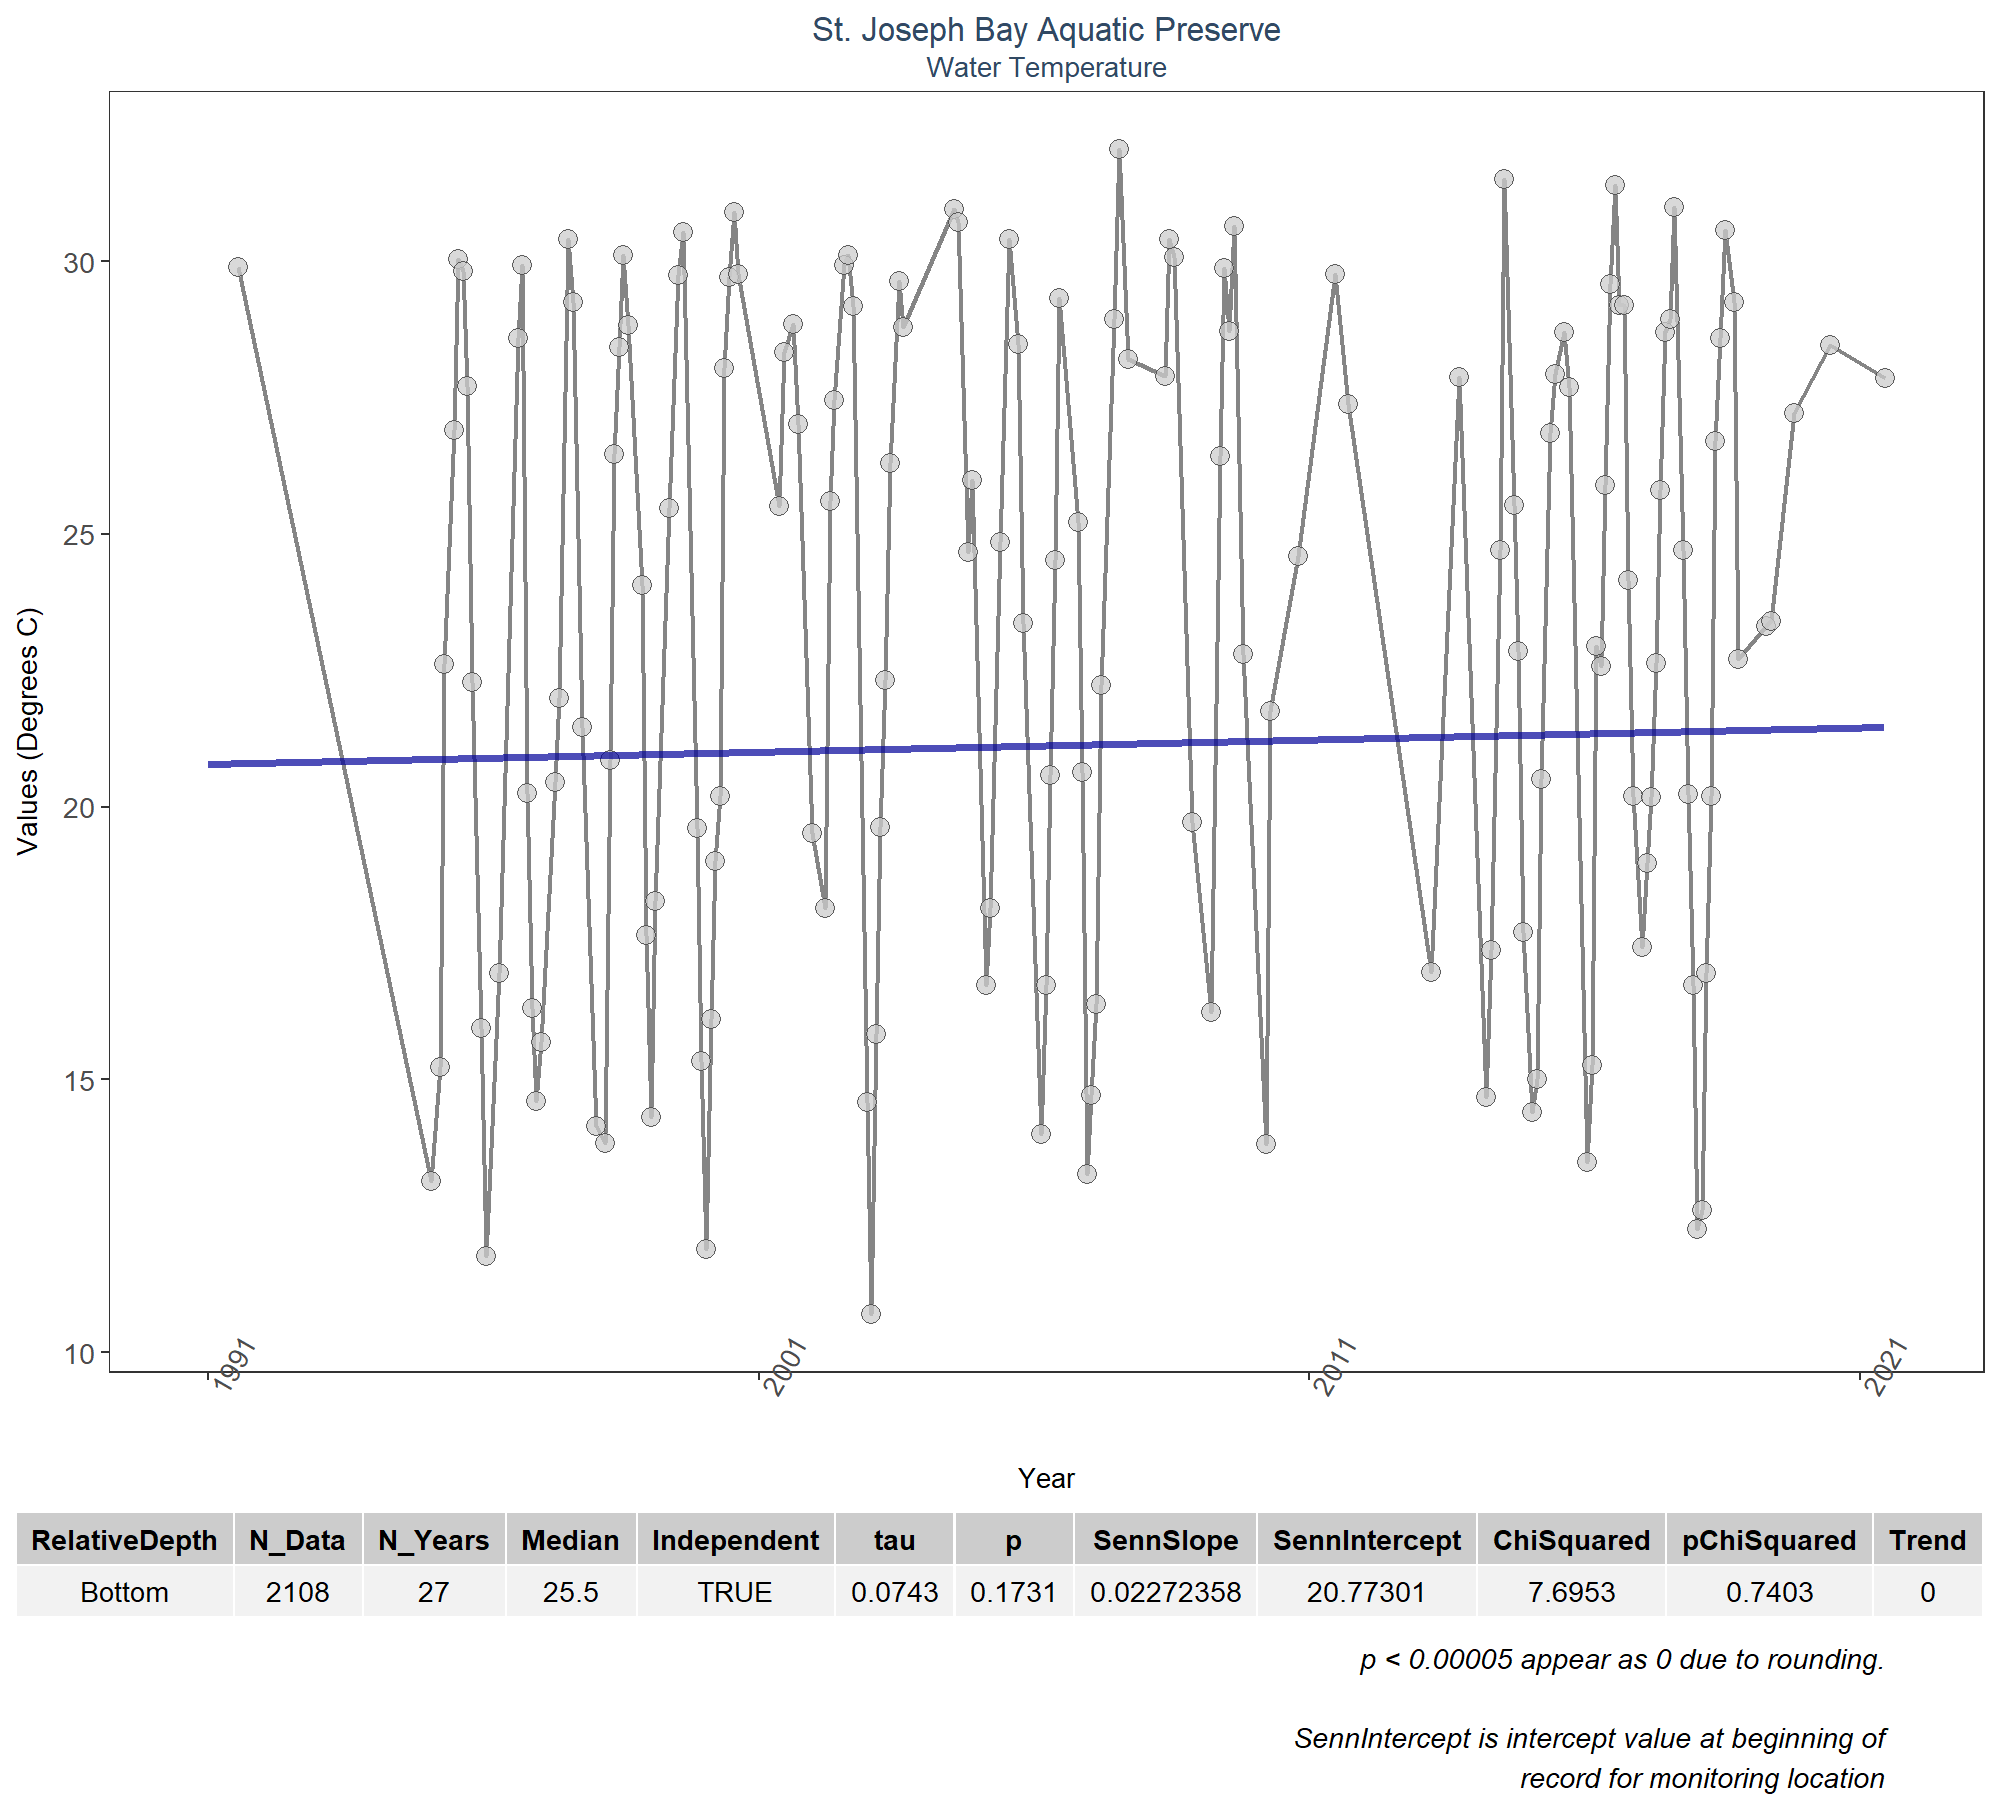 St. Joseph Bay Aquatic Preserve
Water Temperature
Values (Degrees C)
30
25
20
15
10
1991 2001 2011 2021
Year
RelativeDepth N_Data N_Years Median Independent tau p SennSlope SennIntercept ChiSquared pChiSquared Trend
Bottom 2108 27 25.5 TRUE 0.0743 0.1731 0.02272358 20.77301 7.6953 0.7403 0
p < 0.00005 appear as 0 due to rounding.
SennIntercept is intercept value at beginning of
record for monitoring location